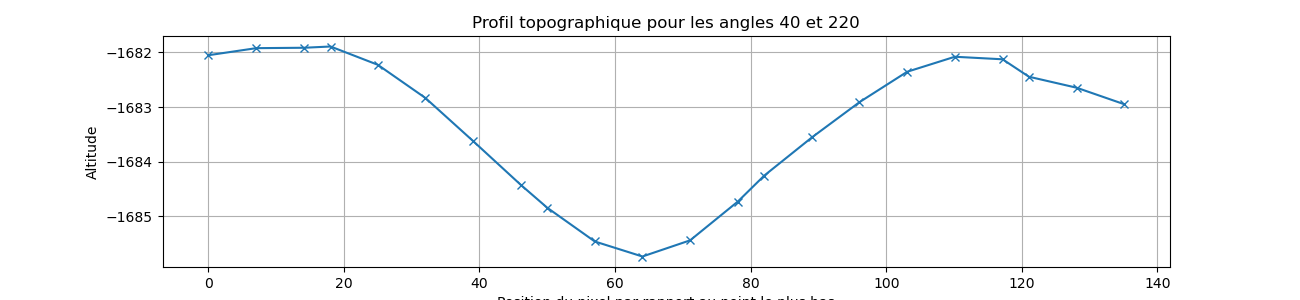 Profil topographique pour les angles 40 et 220
Altitude
−1682
−1683
−1684
−1685
0 20 40 60 80 100 120 140
Position du pixel par rapport au point le plus bas